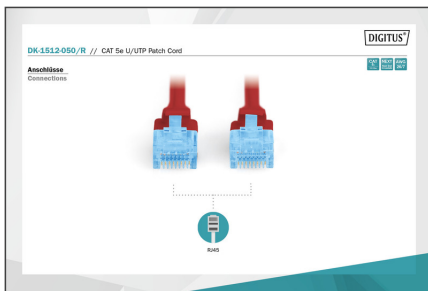 DIGITUS®
DK-1512-050/R // CAT 5e U/UTP Patch Cord
Anschlüsse
Connections
RJ45